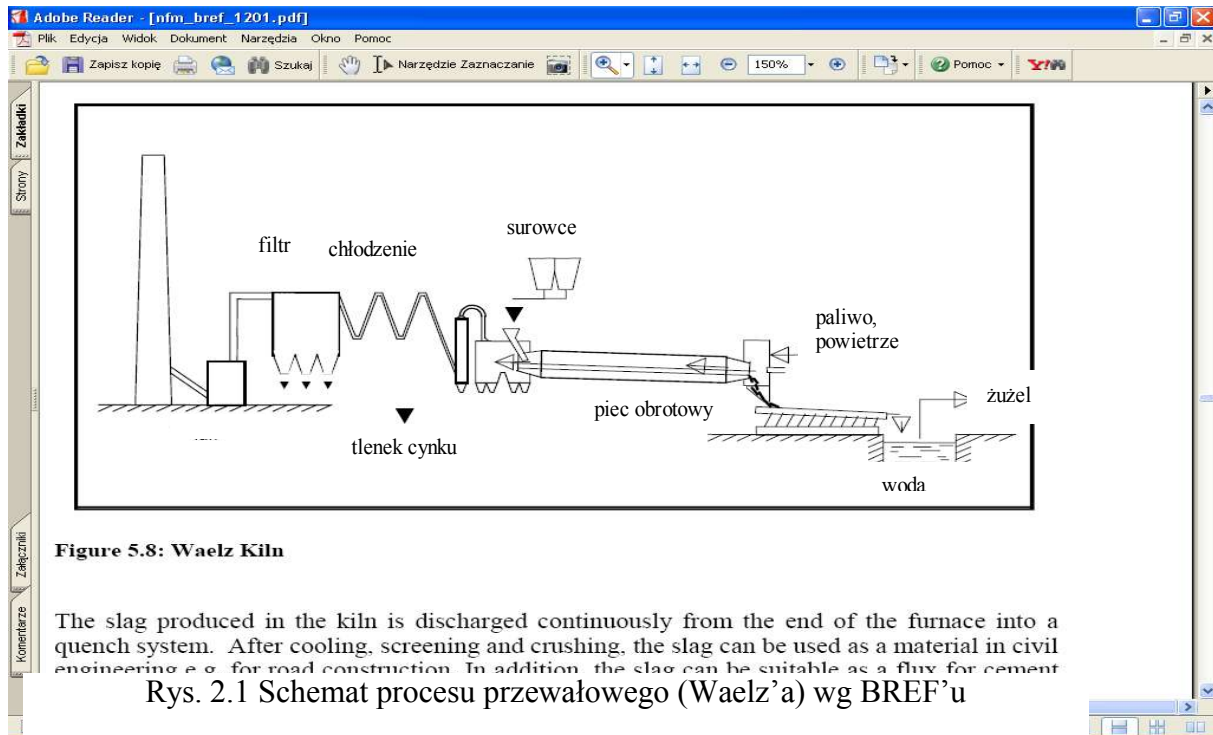 Adobe Reader - [nfm_bref_1201.pdf]
Plik Edycja Widok Dokument Narzędzia Okno Pomoc
Zapisz kopię Szukaj Narzędzie Zaznaczanie 150% Pomoc Y!
Zakładki
Strony
Załączniki
Komentarze
surowce
filtr chłodzenie
paliwo,
powietrze
piec obrotowy
żużel
tlenek cynku
woda
Figure 5.8: Waelz Kiln
The slag produced in the kiln is discharged continuously from the end of the furnace into a
quench system. After cooling, screening and crushing, the slag can be used as a material in civil
engineering e.g. for road construction. In addition, the slag can be suitable as a flux for cement
Rys. 2.1 Schemat procesu przewałowego (Waelz’a) wg BREF’u